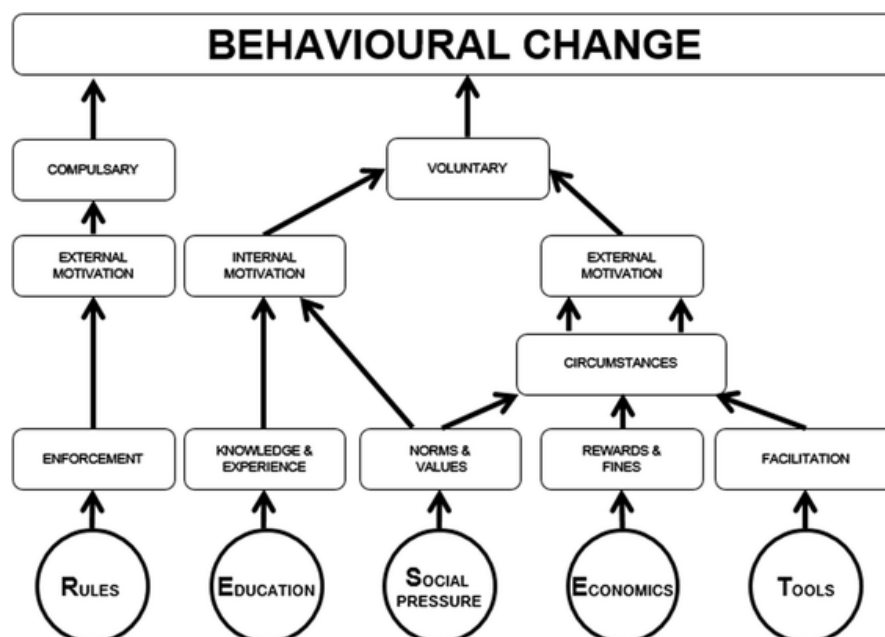 BEHAVIOURAL CHANGE
COMPULSARY
VOLUNTARY
EXTERNAL
MOTIVATION
INTERNAL
MOTIVATION
EXTERNAL
MOTIVATION
CIRCUMSTANCES
ENFORCEMENT
KNOWLEDGE &
EXPERIENCE
NORMS &
VALUES
REWARDS &
FINES
FACILITATION
RULES
EDUCATION
SOCIAL
PRESSURE
ECONOMICS
TOOLS